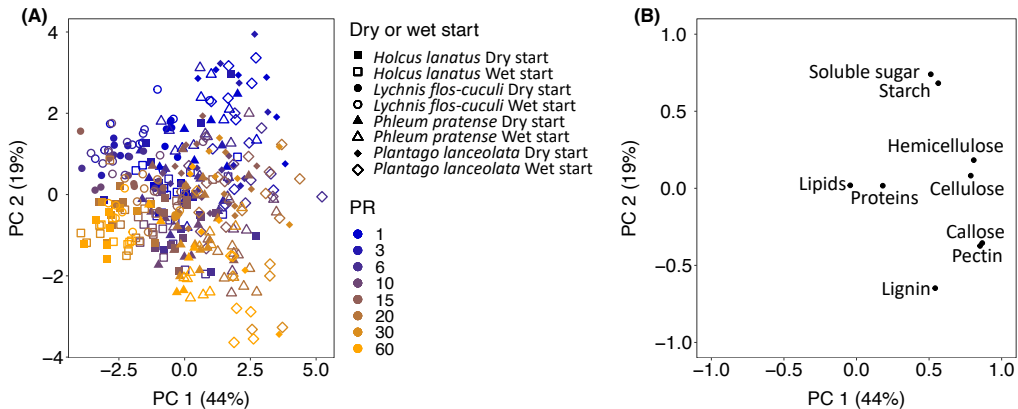 (A)
4
2
0
−2
−4
−2.5
0.0
2.5
5.0
PC 2 (19%)
PC 1 (44%)
Dry or wet start
Holcus lanatus Dry start
Holcus lanatus Wet start
Lychnis flos-cuculi Dry start
Lychnis flos-cuculi Wet start
Phleum pratense Dry start
Phleum pratense Wet start
Plantago lanceolata Dry start
Plantago lanceolata Wet start
PR
1
3
6
10
15
20
30
60
(B)
1.0
0.5
0.0
−0.5
−1.0
−1.0
−0.5
0.0
0.5
1.0
PC 2 (19%)
PC 1 (44%)
Soluble sugar
Starch
Hemicellulose
Lipids
Proteins
Cellulose
Callose
Pectin
Lignin